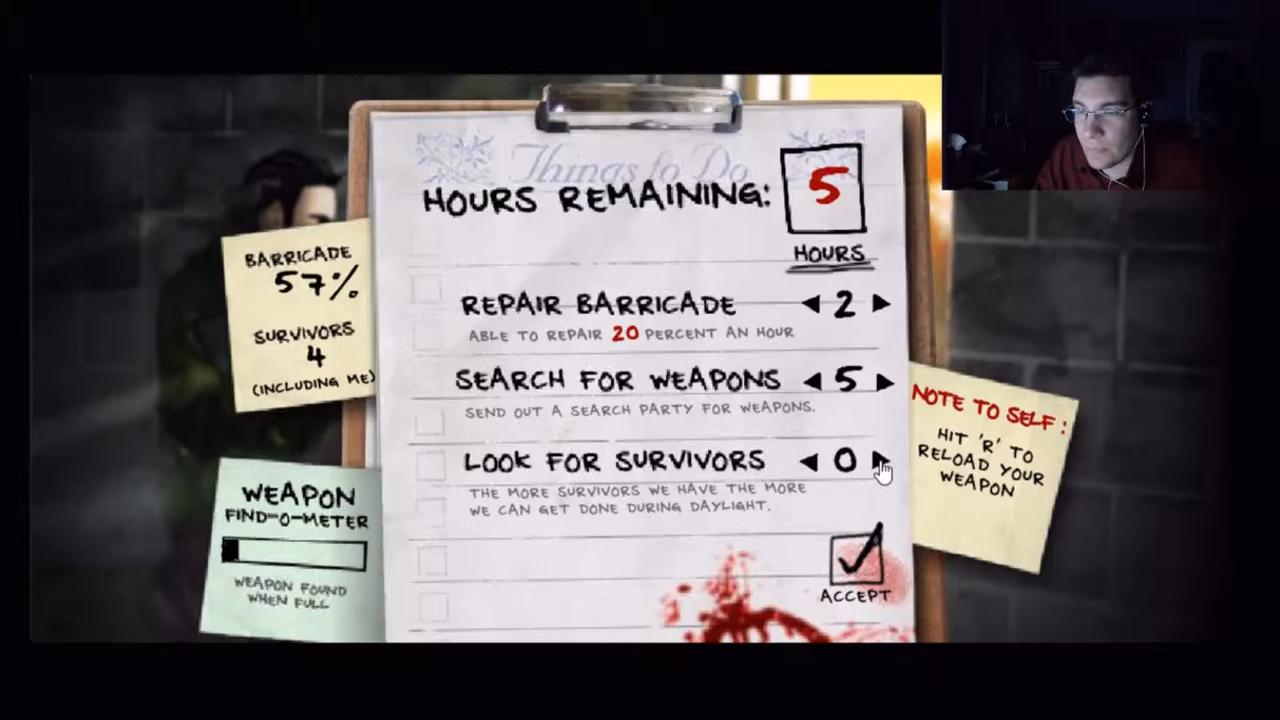 Things to Do
HOURS REMAINING: 5
HOURS
BARRICADE
57%
SURVIVORS
4
(INCLUDING ME)
REPAIR BARRICADE 2
ABLE TO REPAIR 20 PERCENT AN HOUR
SEARCH FOR WEAPONS 5
SEND OUT A SEARCH PARTY FOR WEAPONS.
NOTE TO SELF:
HIT 'R' TO
RELOAD YOUR
WEAPON
LOOK FOR SURVIVORS 0
THE MORE SURVIVORS WE HAVE THE MORE
WE CAN GET DONE DURING DAYLIGHT.
WEAPON
FIND-O-METER
WEAPON FOUND
WHEN FULL
ACCEPT